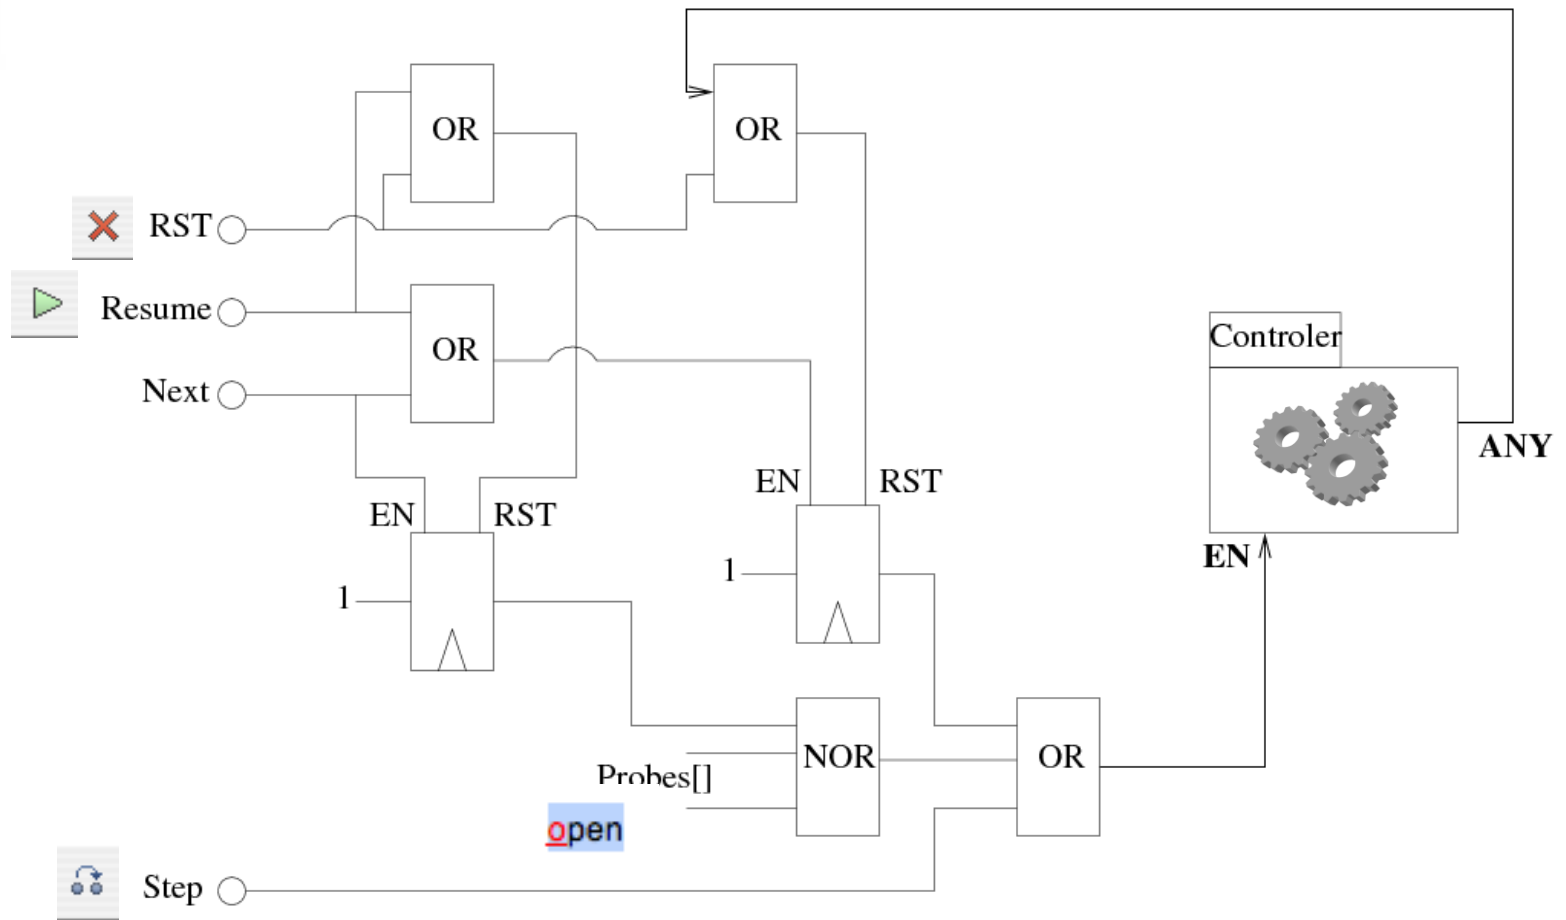 OR
OR
RST
Resume
OR
Next
Controler
ANY
EN
RST
EN
RST
EN
1
1
NOR
OR
Probes[]
open
Step